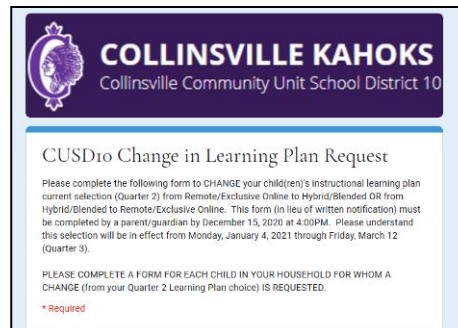 COLLINSVILLE KAHOKS
Collinsville Community Unit School District 10
CUSD10 Change in Learning Plan Request
Please complete the following form to CHANGE your child(ren)'s instructional learning plan
current selection (Quarter 2) from Remote/Exclusive Online to Hybrid/Blended OR from
Hybrid/Blended to Remote/Exclusive Online. This form (in lieu of written notification) must
be completed by a parent/guardian by December 15, 2020 at 4:00PM. Please understand
this selection will be in effect from Monday, January 4, 2021 through Friday, March 12
(Quarter 3).
PLEASE COMPLETE A FORM FOR EACH CHILD IN YOUR HOUSEHOLD FOR WHOM A
CHANGE (from your Quarter 2 Learning Plan choice) IS REQUESTED.
* Required